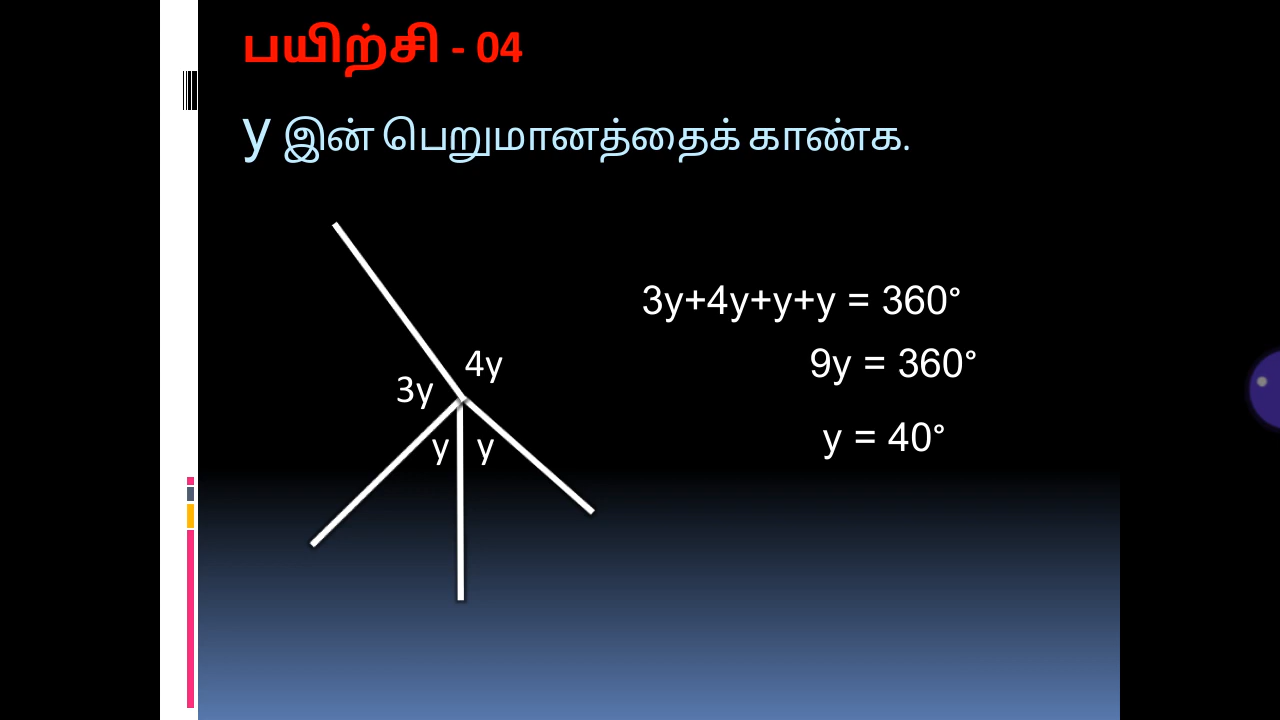 பயிற்சி - 04
y இன் பெறுமானத்தைக் காண்க.
3y+4y+y+y = 360°
9y = 360°
y = 40°
4y
3y
y y